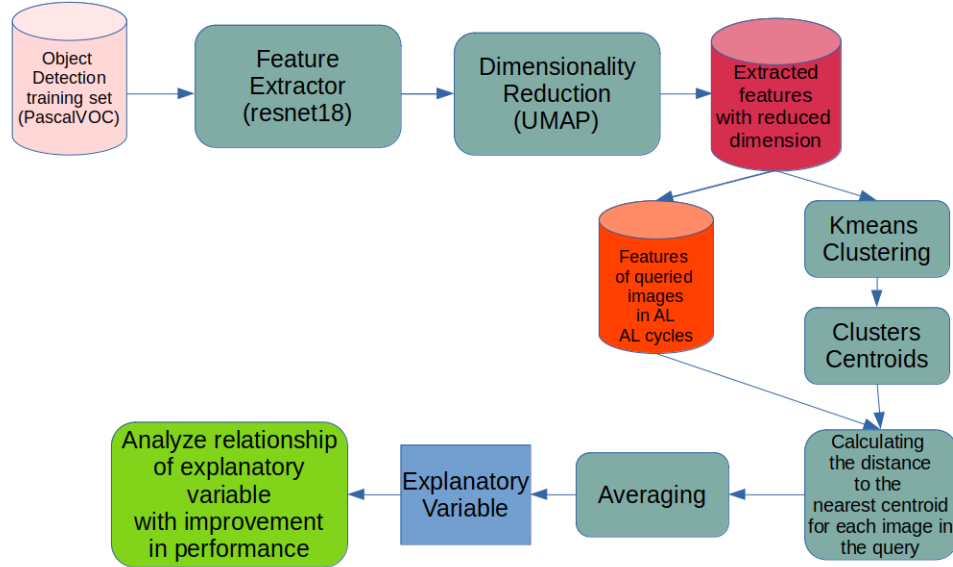 Object
Detection
training set
(PascalVOC)
Feature
Extractor
(resnet18)
Dimensionality
Reduction
(UMAP)
Extracted
features
with reduced
dimension
Features
of queried
images
in AL
AL cycles
Kmeans
Clustering
Clusters
Centroids
Calculating
the distance
to the
nearest centroid
for each image in
the query
Averaging
Explanatory
Variable
Analyze relationship
of explanatory
variable
with improvement
in performance